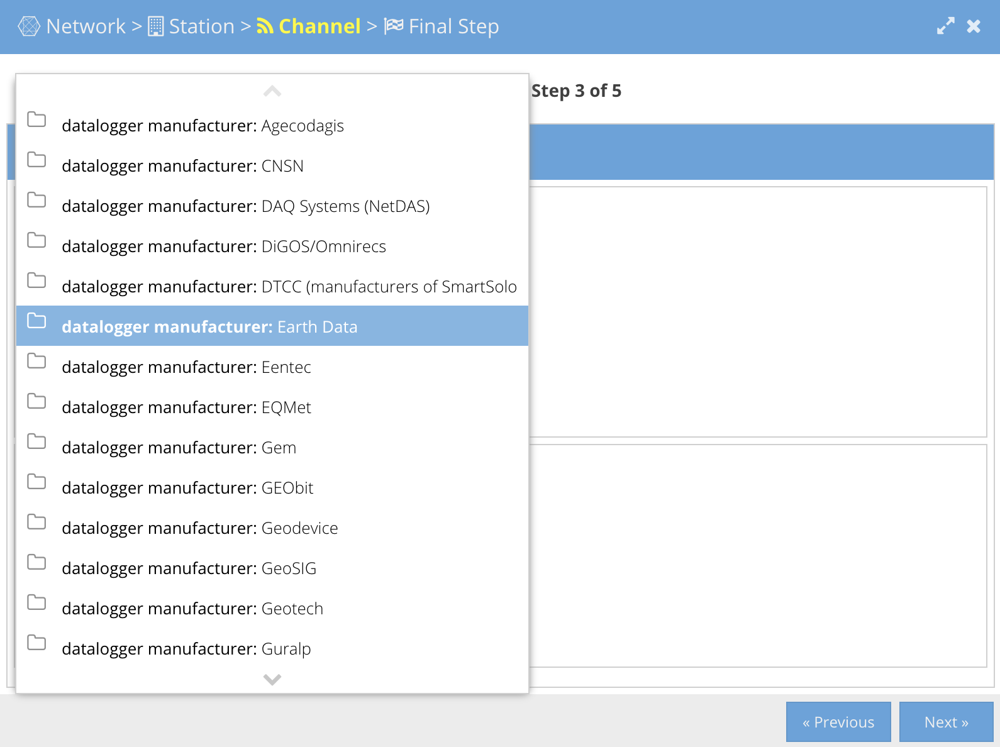 Network > Station > Channel > Final Step
Step 3 of 5
datalogger manufacturer: Agecodagis
datalogger manufacturer: CNSN
datalogger manufacturer: DAQ Systems (NetDAS)
datalogger manufacturer: DiGOS/Omnirecs
datalogger manufacturer: DTCC (manufacturers of SmartSolo
datalogger manufacturer: Earth Data
datalogger manufacturer: Eentec
datalogger manufacturer: EQMet
datalogger manufacturer: Gem
datalogger manufacturer: GEObit
datalogger manufacturer: Geodevice
datalogger manufacturer: GeoSIG
datalogger manufacturer: Geotech
datalogger manufacturer: Guralp
« Previous Next »